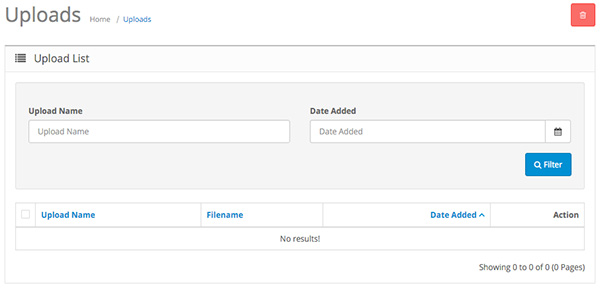 Uploads Home / Uploads
Upload List
Upload Name Date Added
Upload Name Date Added
Filter
Upload Name Filename Date Added Action
No results!
Showing 0 to 0 of 0 (0 Pages)